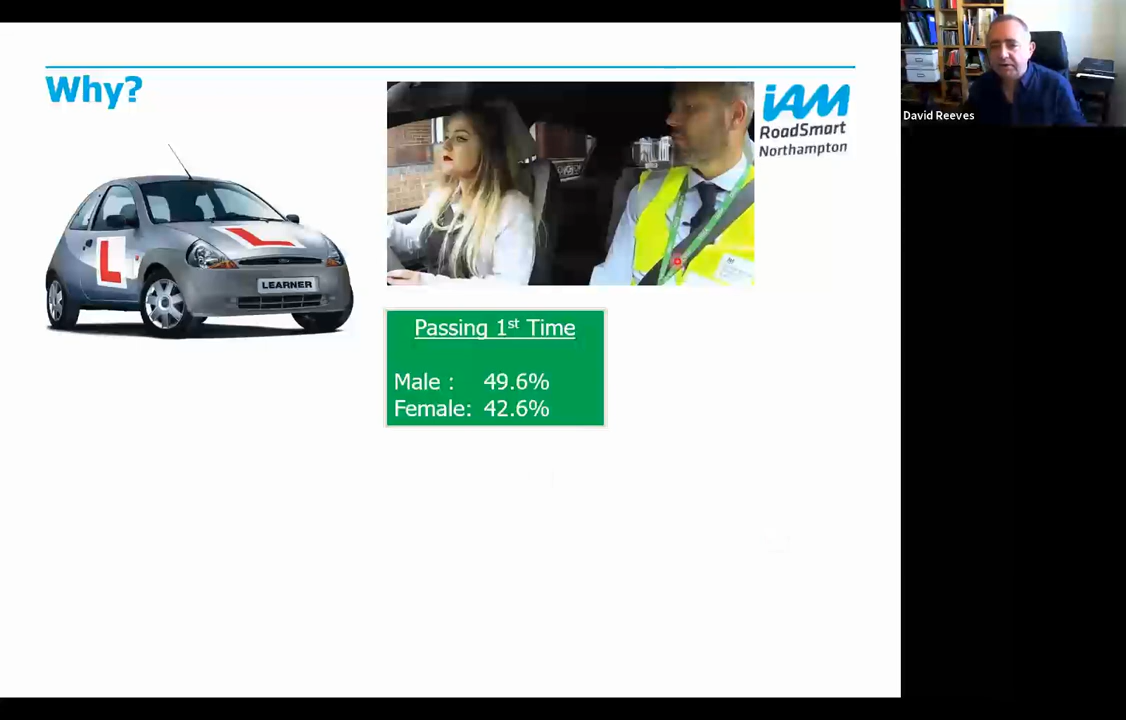 Why?
iAM
RoadSmart
Northampton
L
L
LEARNER
Passing 1st Time
Male : 49.6%
Female: 42.6%
David Reeves